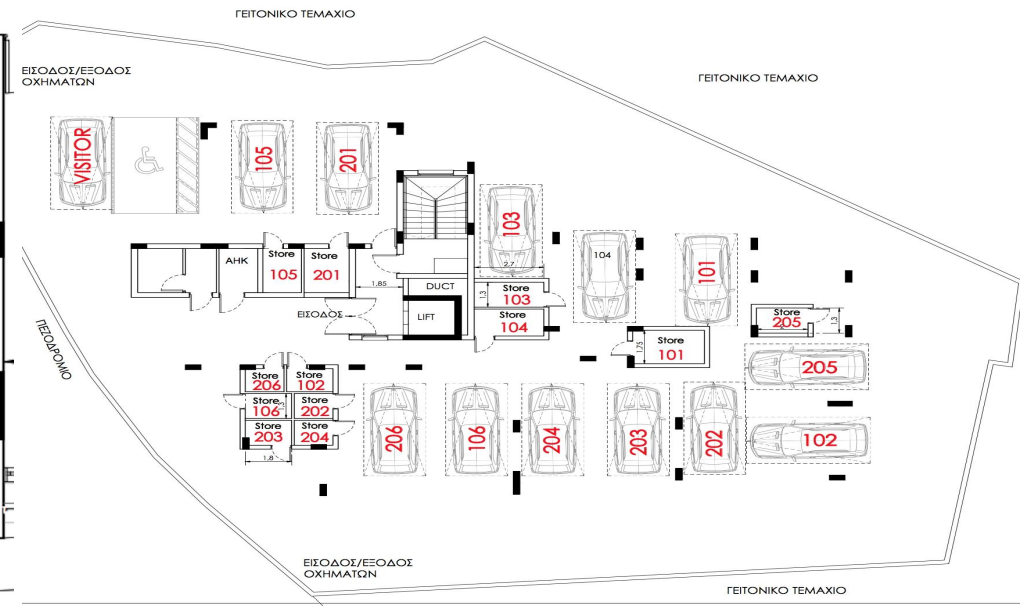 ΓΕΙΤΟΝΙΚΟ ΤΕΜΑΧΙΟ
ΕΙΣΟΔΟΣ/ΕΞΟΔΟΣ
ΟΧΗΜΑΤΩΝ
ΓΕΙΤΟΝΙΚΟ ΤΕΜΑΧΙΟ
VISITOR
105
201
103
104
101
2,7
ΑΗΚ
Store
105
Store
201
1,85
DUCT
LIFT
ΕΙΣΟΔΟΣ
Store
103
1,3
Store
104
Store
101
1,75
Store
205
1,3
ΠΕΖΟΔΡΟΜΙΟ
205
102
Store
206
Store
102
Store
106
Store
202
Store
203
Store
204
1,8
206
106
204
203
202
ΕΙΣΟΔΟΣ/ΕΞΟΔΟΣ
ΟΧΗΜΑΤΩΝ
ΓΕΙΤΟΝΙΚΟ ΤΕΜΑΧΙΟ